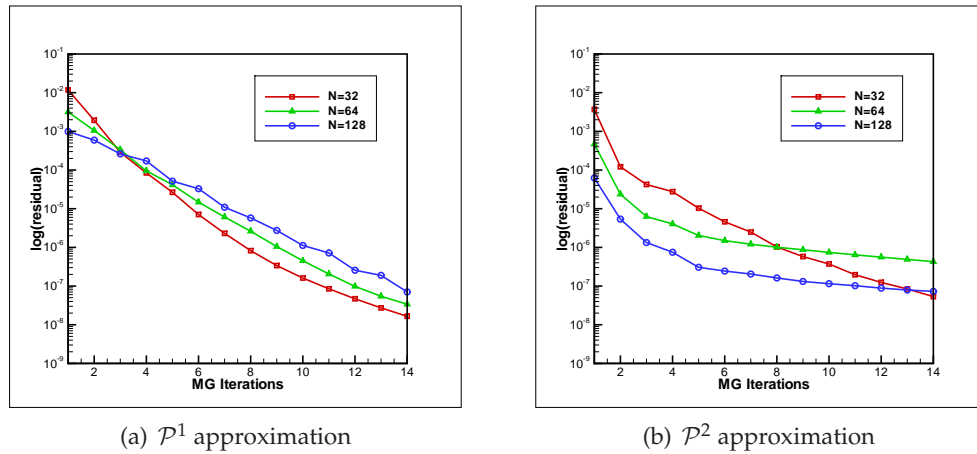 10^-1
10^-2
10^-3
10^-4
10^-5
10^-6
10^-7
10^-8
10^-9
log(residual)
N=32
N=64
N=128
2 4 6 8 10 12 14
MG Iterations
(a) 𝒫^1 approximation
10^-1
10^-2
10^-3
10^-4
10^-5
10^-6
10^-7
10^-8
10^-9
log(residual)
N=32
N=64
N=128
2 4 6 8 10 12 14
MG Iterations
(b) 𝒫^2 approximation